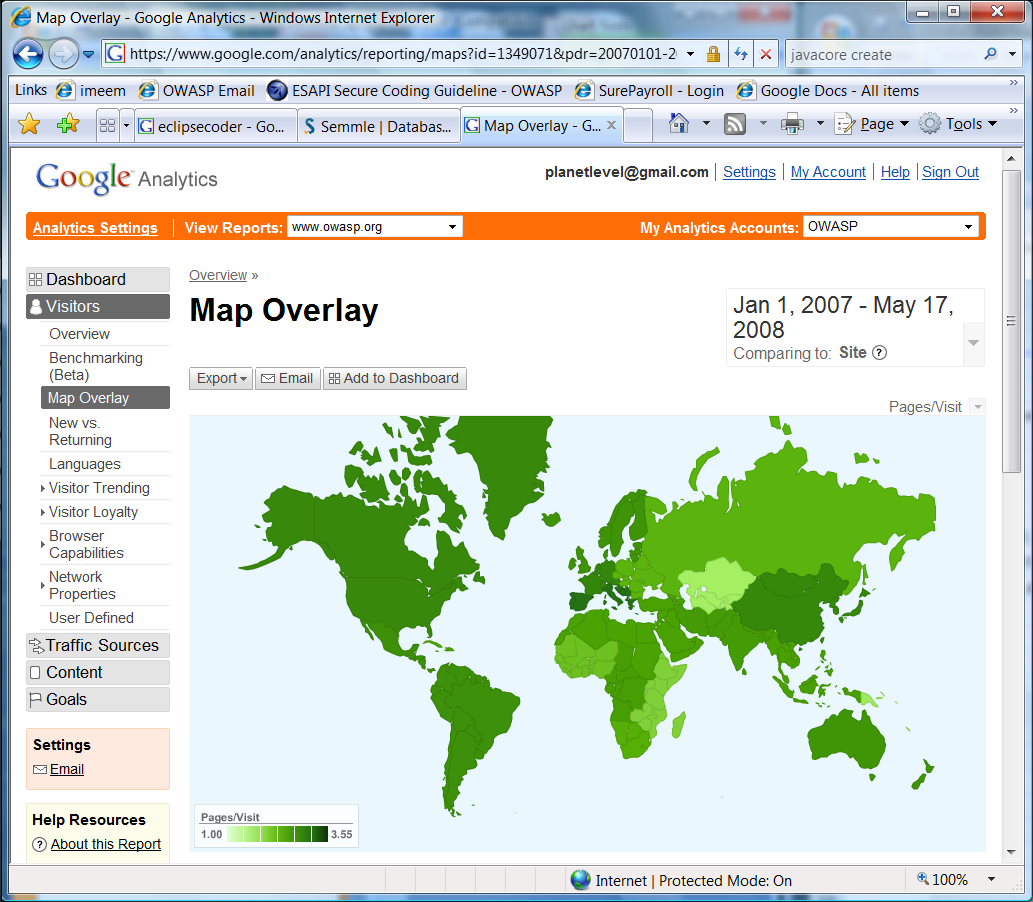 Map Overlay - Google Analytics - Windows Internet Explorer
https://www.google.com/analytics/reporting/maps?id=1349071&pdr=20070101-2
javacore create
Links imeem OWASP Email ESAPI Secure Coding Guideline - OWASP SurePayroll - Login Google Docs - All items »
eclipsecoder - Go... Semmle | Databas... Map Overlay - G... Page Tools »
Google Analytics
planetlevel@gmail.com | Settings | My Account | Help | Sign Out
Analytics Settings | View Reports: www.owasp.org My Analytics Accounts: OWASP
Dashboard
Visitors
Overview
Benchmarking
(Beta)
Map Overlay
New vs.
Returning
Languages
Visitor Trending
Visitor Loyalty
Browser
Capabilities
Network
Properties
User Defined
Traffic Sources
Content
Goals
Settings
Email
Help Resources
? About this Report
Overview »
Map Overlay
Jan 1, 2007 - May 17,
2008
Comparing to: Site ?
Export Email Add to Dashboard
Pages/Visit
Pages/Visit
1.00 3.55
Internet | Protected Mode: On 100%